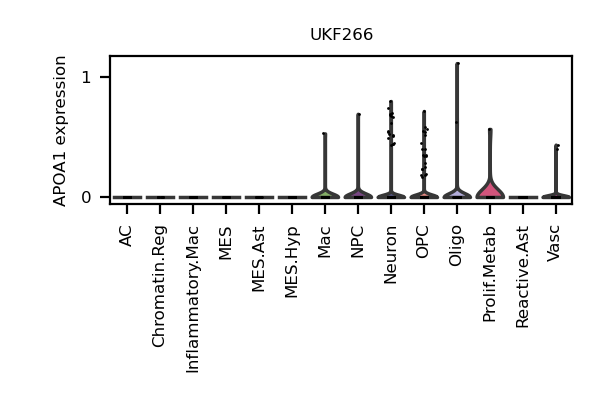 UKF266
APOA1 expression
1
0
AC
Chromatin.Reg
Inflammatory.Mac
MES
MES.Ast
MES.Hyp
Mac
NPC
Neuron
OPC
Oligo
Prolif.Metab
Reactive.Ast
Vasc